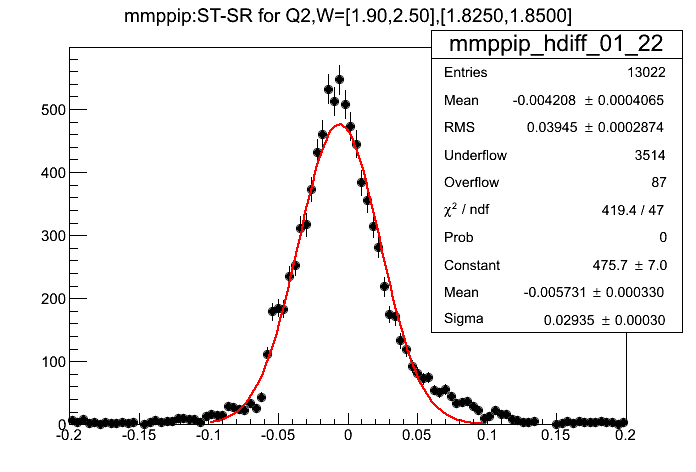 mmppip:ST-SR for Q2,W=[1.90,2.50],[1.8250,1.8500]
mmppip_hdiff_01_22
Entries 13022
Mean -0.004208 ± 0.0004065
RMS 0.03945 ± 0.0002874
Underflow 3514
Overflow 87
χ² / ndf 419.4 / 47
Prob 0
Constant 475.7 ± 7.0
Mean -0.005731 ± 0.000330
Sigma 0.02935 ± 0.00030
500
400
300
200
100
0
-0.2 -0.15 -0.1 -0.05 0 0.05 0.1 0.15 0.2